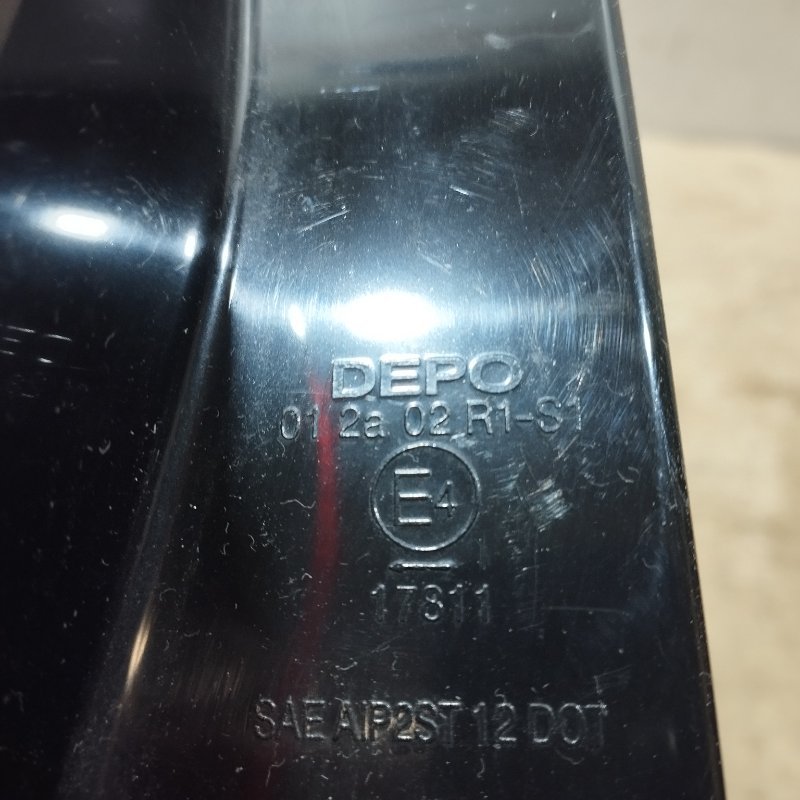 DEPO
01 2a 02 R1-S1
E4
17811
SAE AIP2ST 12 DOT